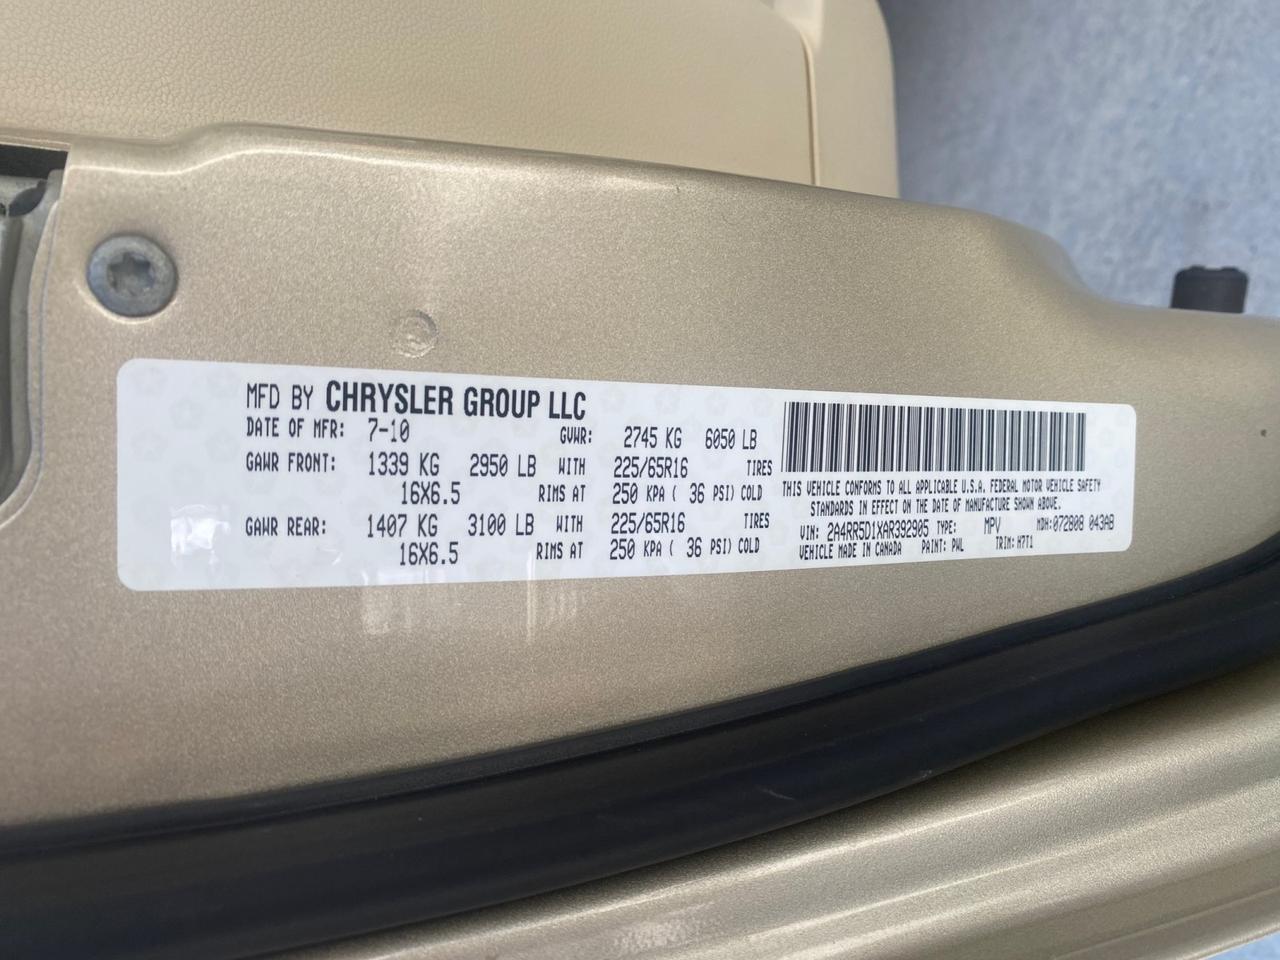 MFD BY CHRYSLER GROUP LLC
DATE OF MFR: 7-10 GVWR: 2745 KG 6050 LB
GAWR FRONT: 1339 KG 2950 LB WITH 225/65R16 TIRES
16X6.5 RIMS AT 250 KPA ( 36 PSI) COLD
GAWR REAR: 1407 KG 3100 LB WITH 225/65R16 TIRES
16X6.5 RIMS AT 250 KPA ( 36 PSI) COLD
THIS VEHICLE CONFORMS TO ALL APPLICABLE U.S.A. FEDERAL MOTOR VEHICLE SAFETY
STANDARDS IN EFFECT ON THE DATE OF MANUFACTURE SHOWN ABOVE.
VIN: 2A4RR5D1XAR392905 TYPE: MPV MDH: 072808 043AB
VEHICLE MADE IN CANADA PAINT: PWL TRIM: H7T1